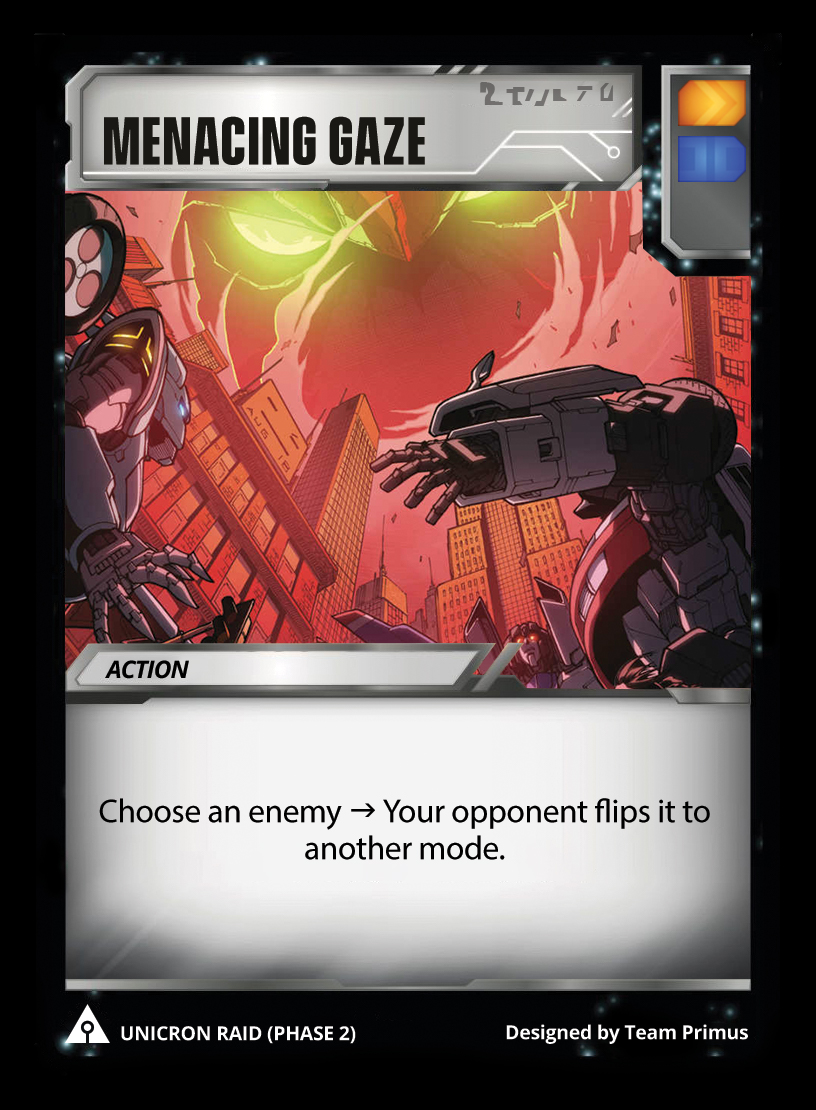 MENACING GAZE
ACTION
Choose an enemy → Your opponent flips it to
another mode.
UNICRON RAID (PHASE 2)
Designed by Team Primus